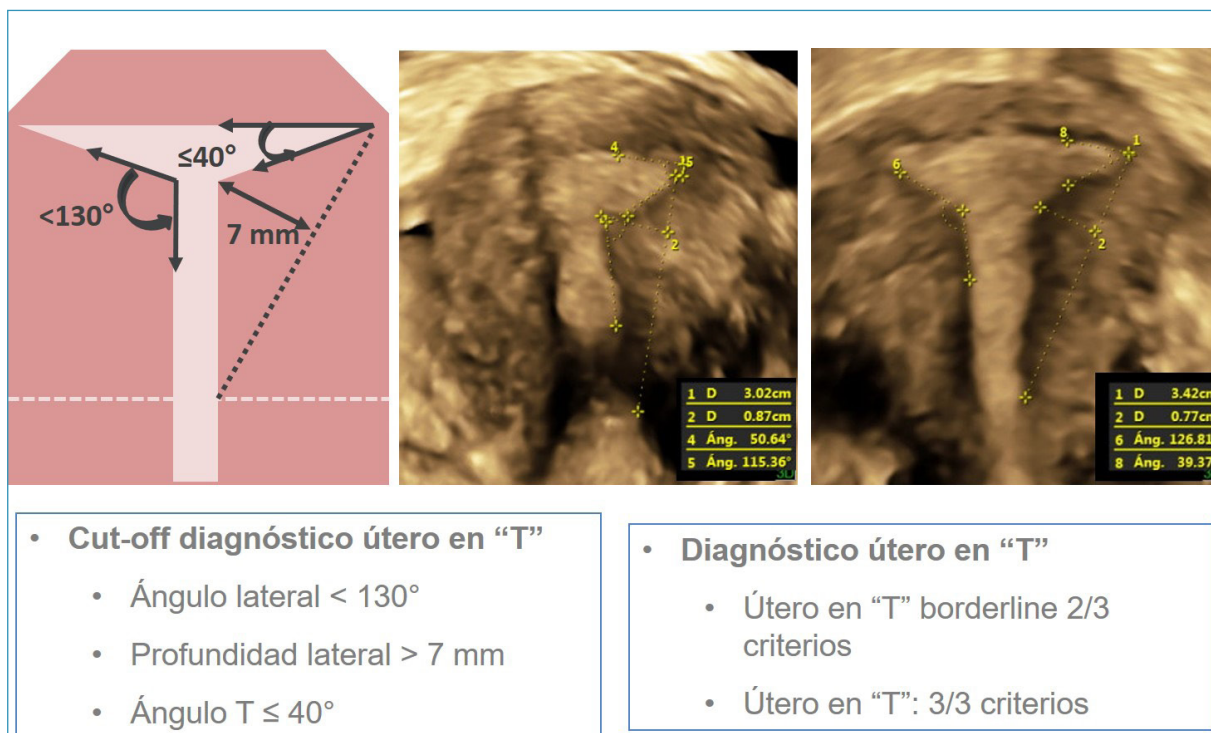 ≤40°
<130°
7 mm
4
15
2
1 D 3.02cm
2 D 0.87cm
4 Áng. 50.64°
5 Áng. 115.36°
8
1
6
2
1 D 3.42cm
2 D 0.77cm
6 Áng. 126.81
8 Áng. 39.37
• Cut-off diagnóstico útero en “T”
• Ángulo lateral < 130°
• Profundidad lateral > 7 mm
• Ángulo T ≤ 40°
• Diagnóstico útero en “T”
• Útero en “T” borderline 2/3
criterios
• Útero en “T”: 3/3 criterios